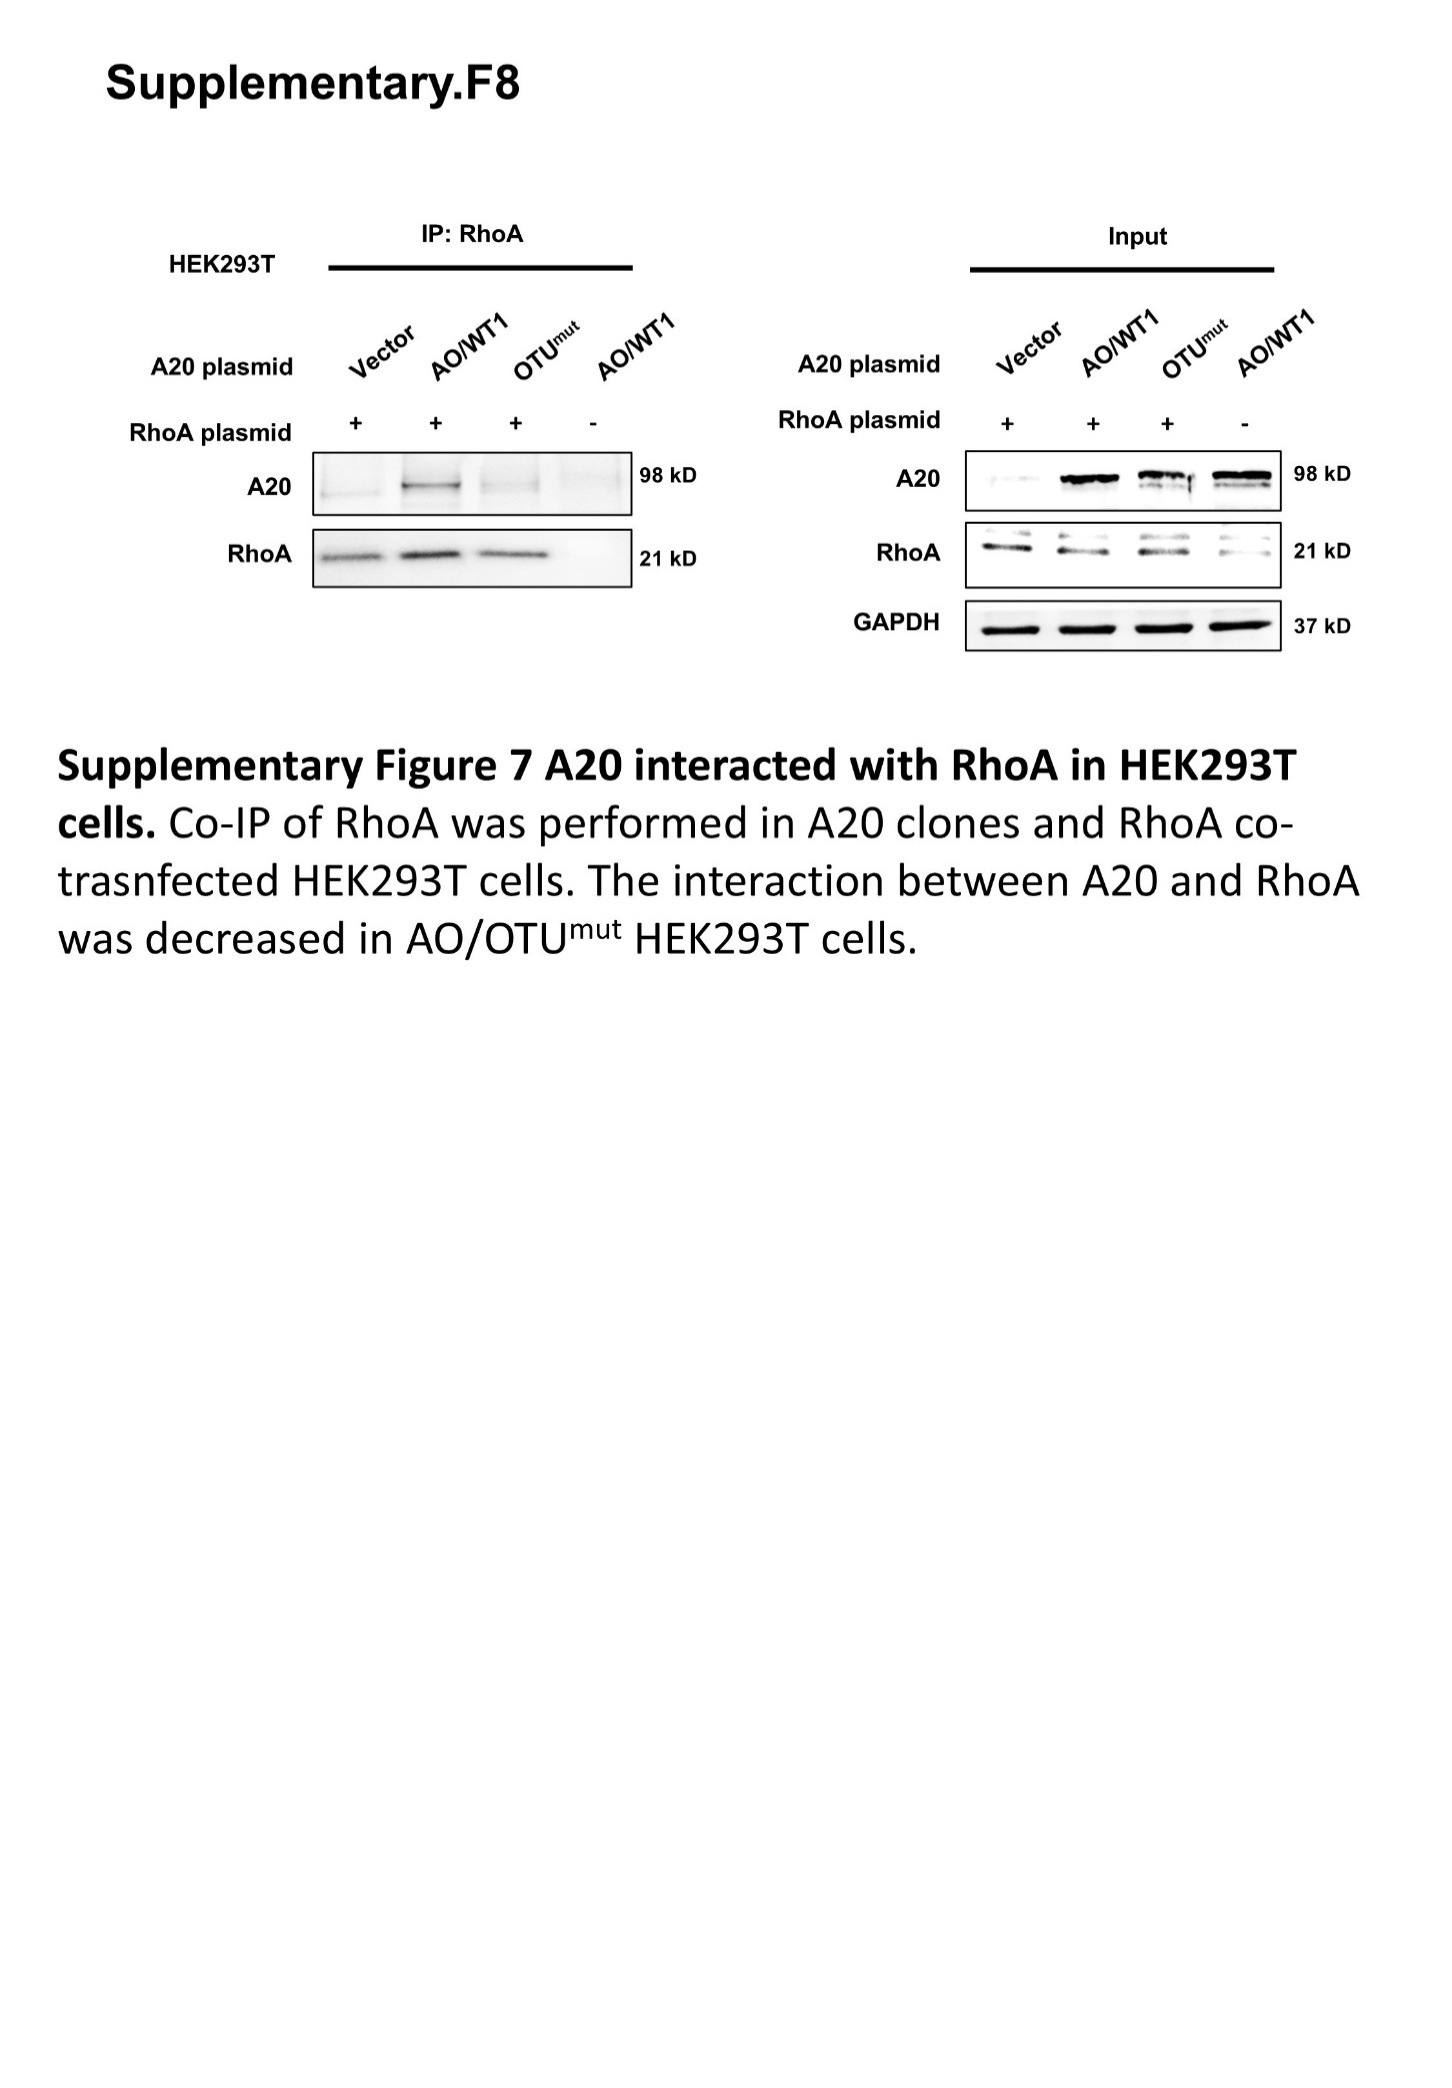 Supplementary.F8
IP: RhoA
HEK293T
A20 plasmid Vector AO/WT1 OTUmut AO/WT1
RhoA plasmid + + + -
A20 98 kD
RhoA 21 kD
Input
A20 plasmid Vector AO/WT1 OTUmut AO/WT1
RhoA plasmid + + + -
A20 98 kD
RhoA 21 kD
GAPDH 37 kD
Supplementary Figure 7 A20 interacted with RhoA in HEK293T
cells. Co-IP of RhoA was performed in A20 clones and RhoA co-
trasnfected HEK293T cells. The interaction between A20 and RhoA
was decreased in AO/OTUmut HEK293T cells.